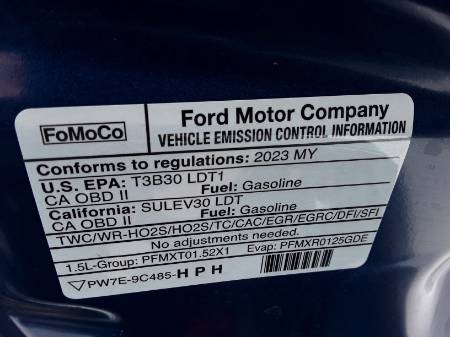 FoMoCo
Ford Motor Company
VEHICLE EMISSION CONTROL INFORMATION
Conforms to regulations: 2023 MY
U.S. EPA: T3B30 LDT1
CA OBD II Fuel: Gasoline
California: SULEV30 LDT
CA OBD II Fuel: Gasoline
TWC/WR-HO2S/HO2S/TC/CAC/EGR/EGRC/DFI/SFI
No adjustments needed.
1.5L-Group: PFMXT01.52X1 Evap: PFMXR0125GDE
PW7E-9C485-HPH